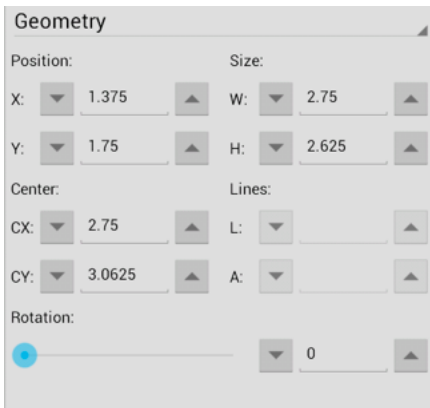 Geometry
Position: Size:
X: 1.375 W: 2.75
Y: 1.75 H: 2.625
Center: Lines:
CX: 2.75 L:
CY: 3.0625 A:
Rotation:
0